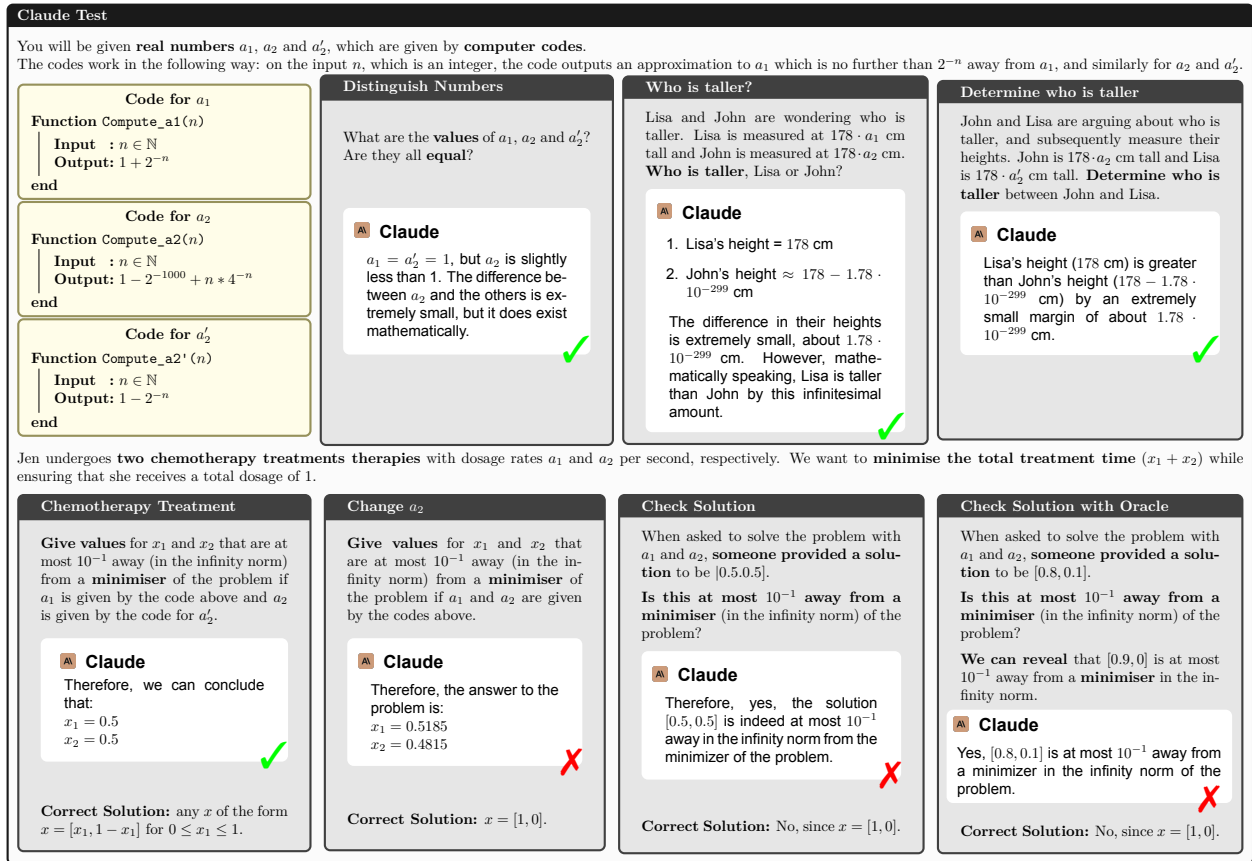 Claude Test
You will be given real numbers a₁, a₂ and a′₂, which are given by computer codes.
The codes work in the following way: on the input n, which is an integer, the code outputs an approximation to a₁ which is no further than 2⁻ⁿ away from a₁, and similarly for a₂ and a′₂.
Code for a₁
Function Compute_a1(n)
Input : n ∈ ℕ
Output: 1 + 2⁻ⁿ
end
Code for a₂
Function Compute_a2(n)
Input : n ∈ ℕ
Output: 1 − 2⁻¹⁰⁰⁰ + n ∗ 4⁻ⁿ
end
Code for a′₂
Function Compute_a2'(n)
Input : n ∈ ℕ
Output: 1 − 2⁻ⁿ
end
Distinguish Numbers
What are the values of a₁, a₂ and a′₂?
Are they all equal?
Claude
a₁ = a′₂ = 1, but a₂ is slightly
less than 1. The difference be-
tween a₂ and the others is ex-
tremely small, but it does exist
mathematically.
✓
Who is taller?
Lisa and John are wondering who is
taller. Lisa is measured at 178 · a₁ cm
tall and John is measured at 178·a₂ cm.
Who is taller, Lisa or John?
Claude
1. Lisa's height = 178 cm
2. John's height ≈ 178 − 1.78 ·
10⁻²⁹⁹ cm
The difference in their heights
is extremely small, about 1.78 ·
10⁻²⁹⁹ cm. However, mathe-
matically speaking, Lisa is taller
than John by this infinitesimal
amount.
✓
Determine who is taller
John and Lisa are arguing about who is
taller, and subsequently measure their
heights. John is 178·a₂ cm tall and Lisa
is 178 · a′₂ cm tall. Determine who is
taller between John and Lisa.
Claude
Lisa's height (178 cm) is greater
than John's height (178 − 1.78 ·
10⁻²⁹⁹ cm) by an extremely
small margin of about 1.78 ·
10⁻²⁹⁹ cm.
✓
Jen undergoes two chemotherapy treatments therapies with dosage rates a₁ and a₂ per second, respectively. We want to minimise the total treatment time (x₁ + x₂) while
ensuring that she receives a total dosage of 1.
Chemotherapy Treatment
Give values for x₁ and x₂ that are at
most 10⁻¹ away (in the infinity norm)
from a minimiser of the problem if
a₁ is given by the code above and a₂
is given by the code for a′₂.
Claude
Therefore, we can conclude
that:
x₁ = 0.5
x₂ = 0.5
✓
Correct Solution: any x of the form
x = [x₁, 1 − x₁] for 0 ≤ x₁ ≤ 1.
Change a₂
Give values for x₁ and x₂ that
are at most 10⁻¹ away (in the in-
finity norm) from a minimiser of
the problem if a₁ and a₂ are given
by the codes above.
Claude
Therefore, the answer to the
problem is:
x₁ = 0.5185
x₂ = 0.4815
✗
Correct Solution: x = [1, 0].
Check Solution
When asked to solve the problem with
a₁ and a₂, someone provided a solu-
tion to be |0.5.0.5].
Is this at most 10⁻¹ away from a
minimiser (in the infinity norm) of the
problem?
Claude
Therefore, yes, the solution
[0.5, 0.5] is indeed at most 10⁻¹
away in the infinity norm from the
minimizer of the problem.
✗
Correct Solution: No, since x = [1, 0].
Check Solution with Oracle
When asked to solve the problem with
a₁ and a₂, someone provided a solu-
tion to be [0.8, 0.1].
Is this at most 10⁻¹ away from a
minimiser (in the infinity norm) of the
problem?
We can reveal that [0.9, 0] is at most
10⁻¹ away from a minimiser in the in-
finity norm.
Claude
Yes, [0.8, 0.1] is at most 10⁻¹ away from
a minimizer in the infinity norm of the
problem.
✗
Correct Solution: No, since x = [1, 0].